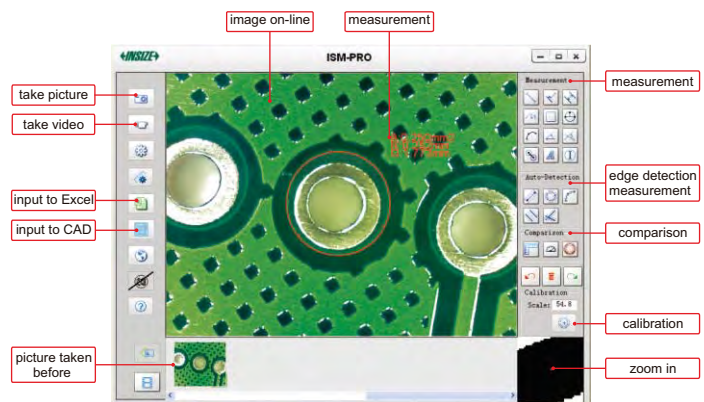 image on-line
measurement
INSIZE
ISM-PRO
take picture
take video
input to Excel
input to CAD
picture taken
before
Measurement
measurement
Auto-Detection
edge detection
measurement
Comparison
comparison
Calibration
Scale: 54.8
calibration
zoom in